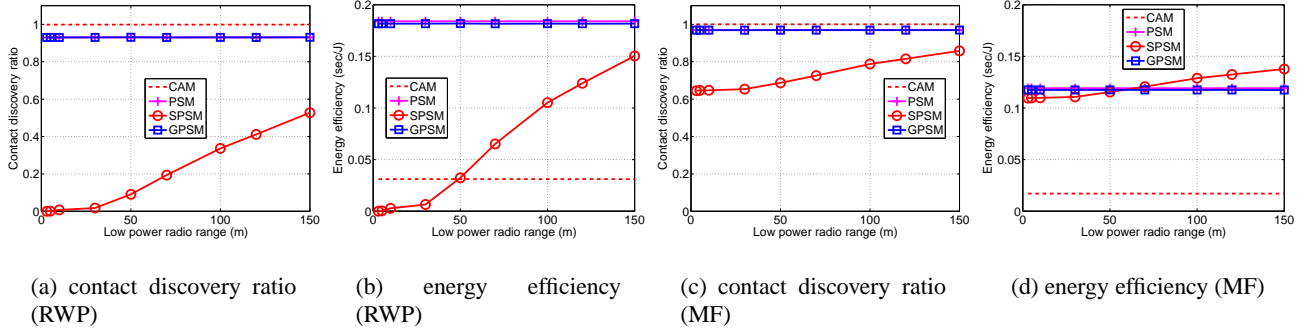 1
0.8
0.6
0.4
0.2
0
0
50
100
150
Contact discovery ratio
Low power radio range (m)
CAM
PSM
SPSM
GPSM
0.2
0.15
0.1
0.05
0
0
50
100
150
Energy efficiency (sec/J)
Low power radio range (m)
CAM
PSM
SPSM
GPSM
1
0.8
0.6
0.4
0.2
0
0
50
100
150
Contact discovery ratio
Low power radio range (m)
CAM
PSM
SPSM
GPSM
0.2
0.15
0.1
0.05
0
0
50
100
150
Energy efficiency (sec/J)
Low power radio range (m)
CAM
PSM
SPSM
GPSM
(a) contact discovery ratio
(RWP)
(b) energy efficiency
(RWP)
(c) contact discovery ratio
(MF)
(d) energy efficiency (MF)